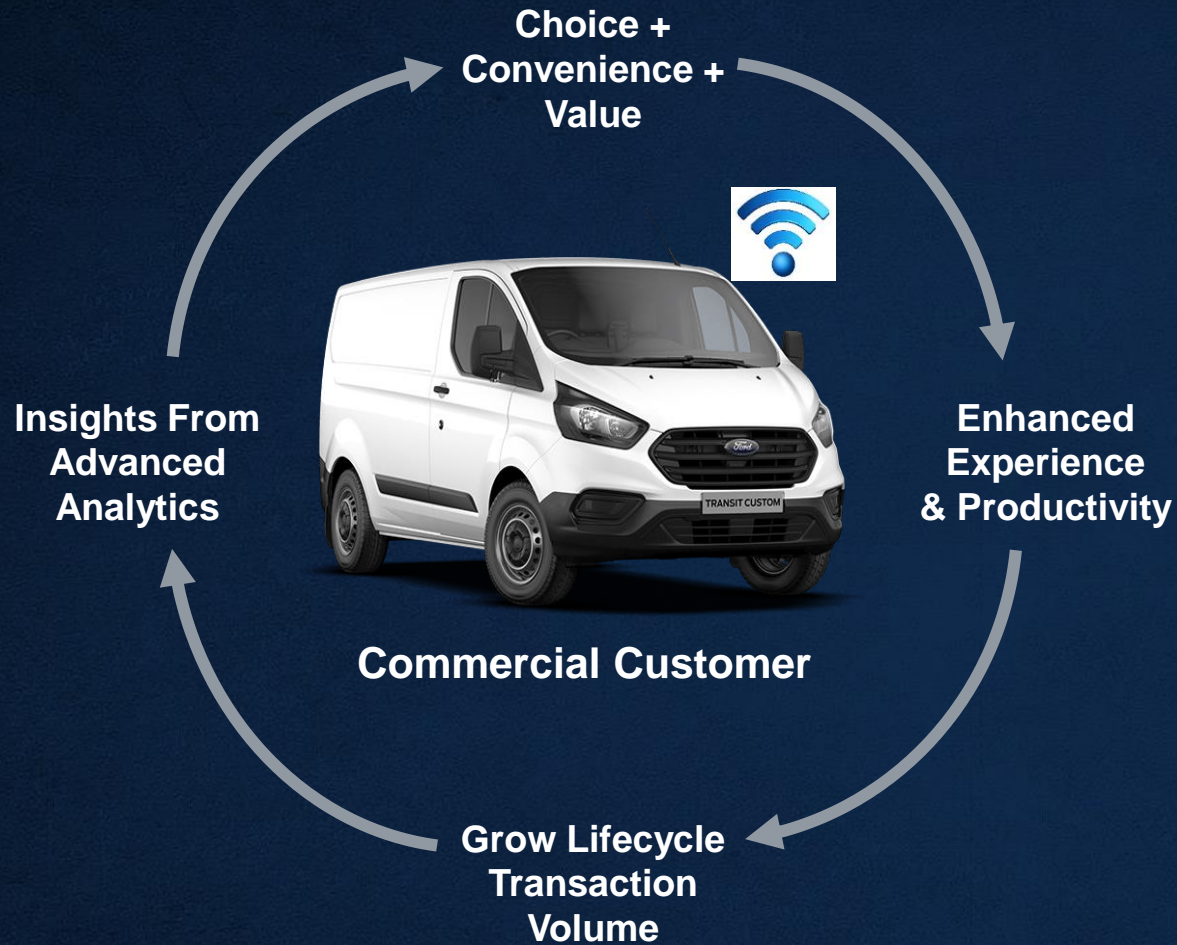 Choice +
Convenience +
Value
Insights From
Advanced
Analytics
Enhanced
Experience
& Productivity
Ford
TRANSIT CUSTOM
Commercial Customer
Grow Lifecycle
Transaction
Volume